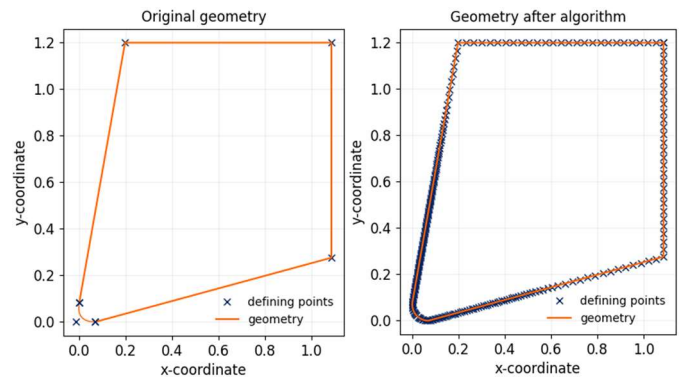 Original geometry
1.2
1.0
0.8
0.6
0.4
0.2
0.0
y-coordinate
0.0 0.2 0.4 0.6 0.8 1.0
x-coordinate
defining points
geometry
Geometry after algorithm
1.2
1.0
0.8
0.6
0.4
0.2
0.0
y-coordinate
0.0 0.2 0.4 0.6 0.8 1.0
x-coordinate
defining points
geometry